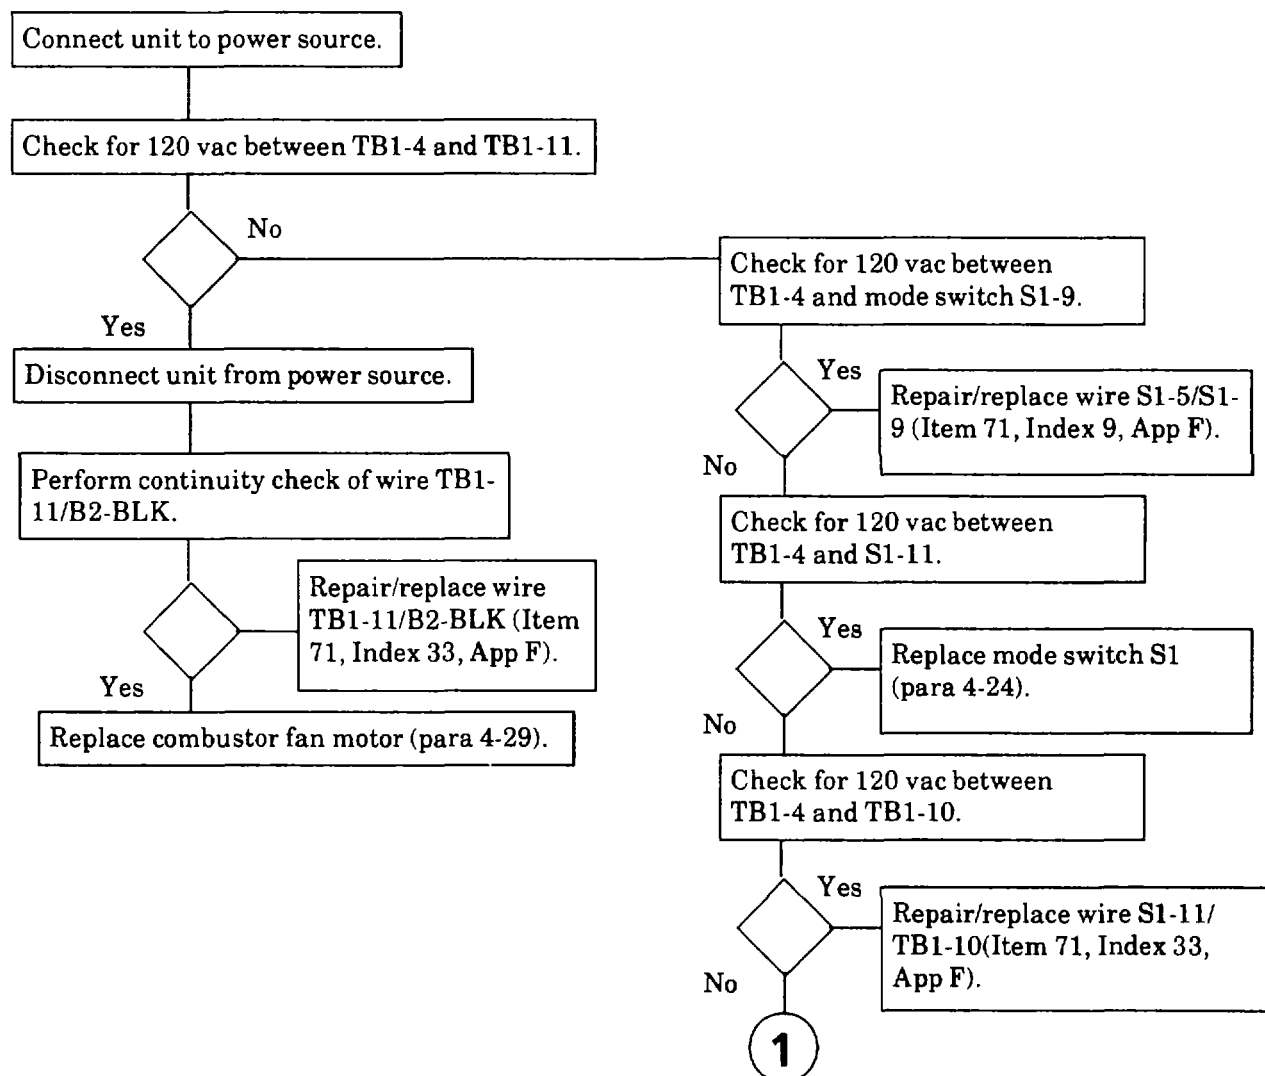 Connect unit to power source.
Check for 120 vac between TB1-4 and TB1-11.
No
Yes
Disconnect unit from power source.
Perform continuity check of wire TB1-
11/B2-BLK.
Repair/replace wire
TB1-11/B2-BLK (Item
71, Index 33, App F).
Yes
Replace combustor fan motor (para 4-29).
Check for 120 vac between
TB1-4 and mode switch S1-9.
Yes
Repair/replace wire S1-5/S1-
9 (Item 71, Index 9, App F).
No
Check for 120 vac between
TB1-4 and S1-11.
Yes
Replace mode switch S1
(para 4-24).
No
Check for 120 vac between
TB1-4 and TB1-10.
Yes
Repair/replace wire S1-11/
TB1-10(Item 71, Index 33,
App F).
No
1